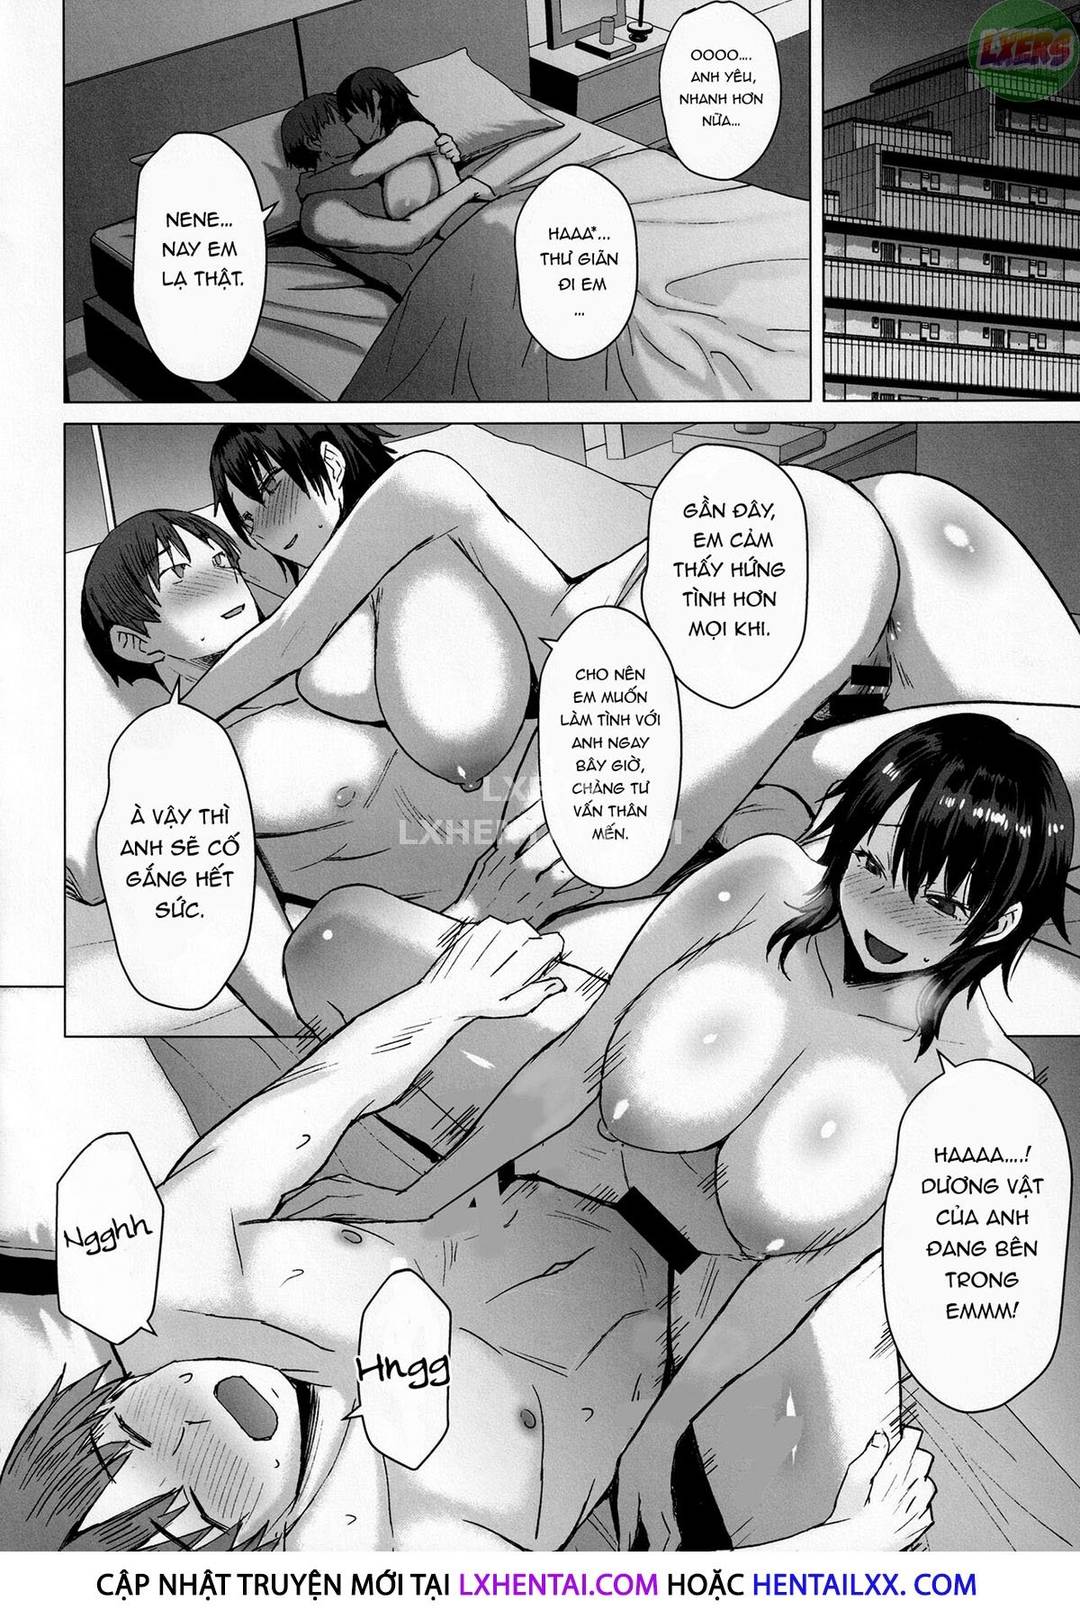 LXERS
OOOO....
ANH YÊU,
NHANH HƠN
NỮA...
HAAA*...
THƯ GIÃN
ĐI EM
...
NENE...
NAY EM
LẠ THẬT.
GẦN ĐÂY,
EM CẢM
THẤY HỨNG
TÌNH HƠN
MỌI KHI.
CHO NÊN
EM MUỐN
LÀM TÌNH VỚI
ANH NGAY
BÂY GIỜ,
CHÀNG TƯ
VẤN THÂN
MẾN.
À VẬY THÌ
ANH SẼ CỐ
GẮNG HẾT
SỨC.
HAAAA....!
DƯƠNG VẬT
CỦA ANH
ĐANG BÊN
TRONG
EMMM!
Ngghh
Hngg
CẬP NHẬT TRUYỆN MỚI TẠI LXHENTAI.COM HOẶC HENTAILXX. COM